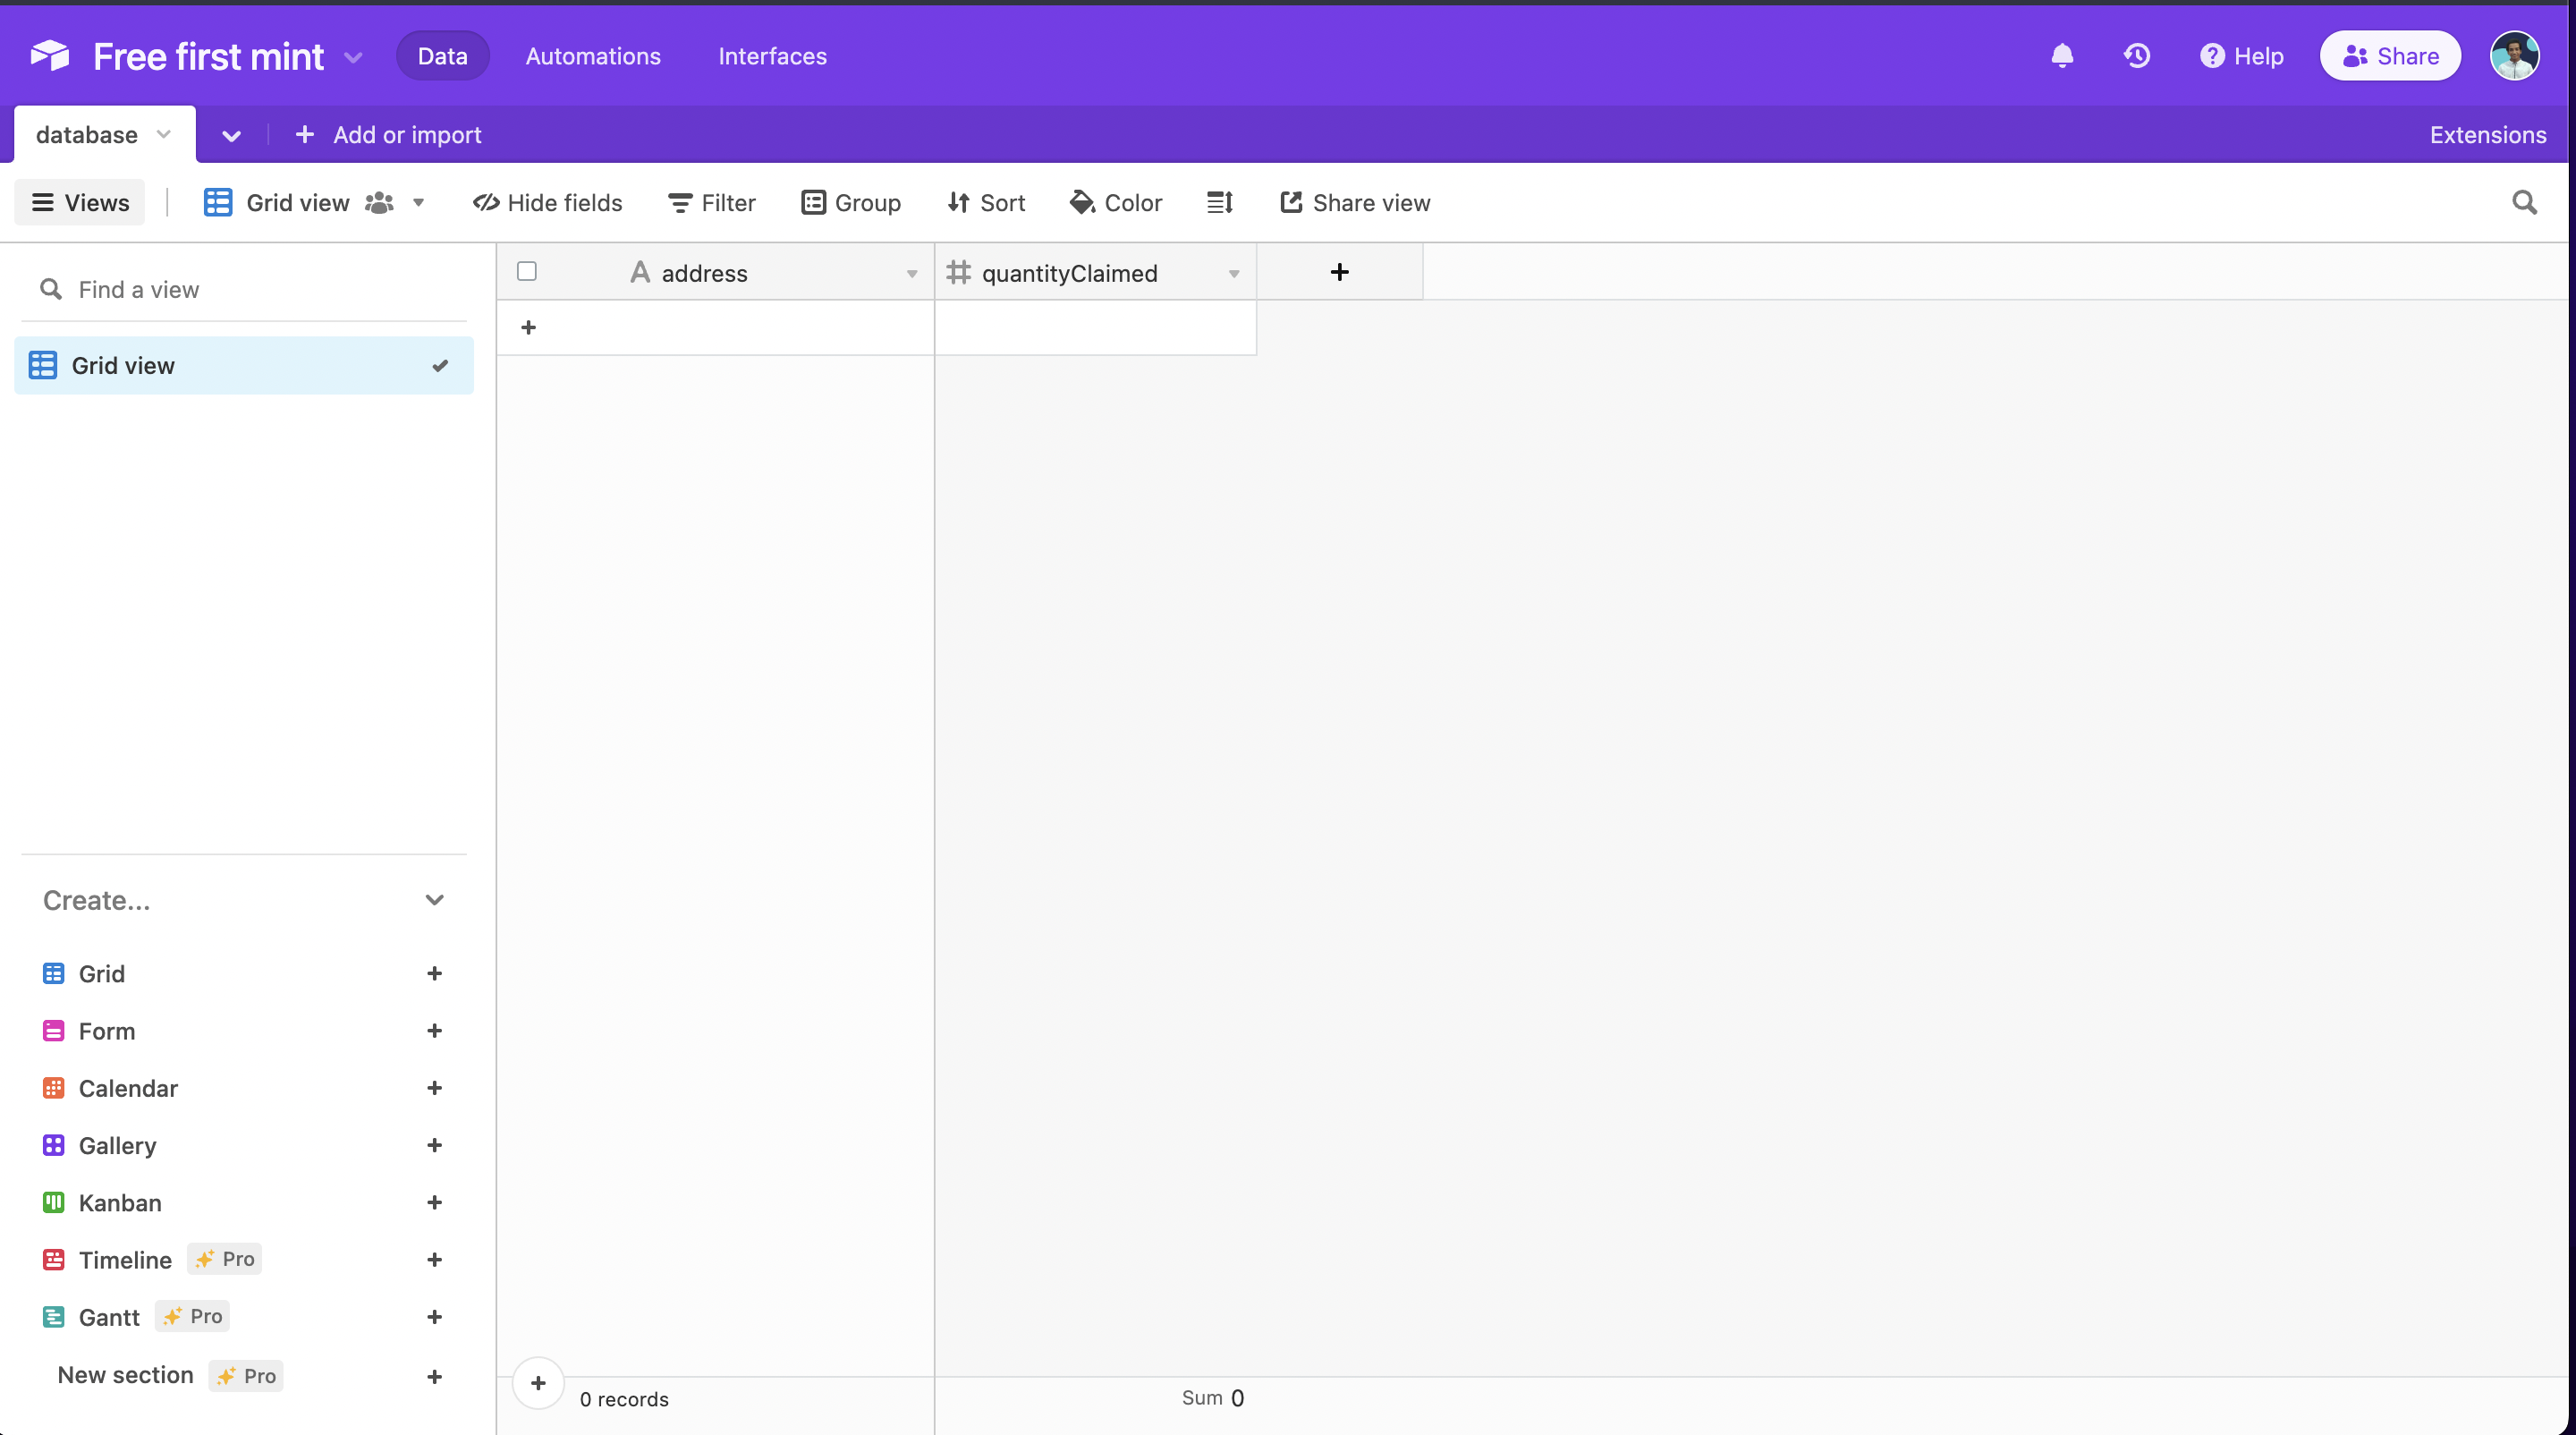 Free first mint Data Automations Interfaces Help Share
database Add or import Extensions
Views Grid view Hide fields Filter Group Sort Color Share view
Find a view
A address # quantityClaimed +
+
Grid view
Create...
Grid +
Form +
Calendar +
Gallery +
Kanban +
Timeline Pro +
Gantt Pro +
New section Pro +
+ 0 records Sum 0